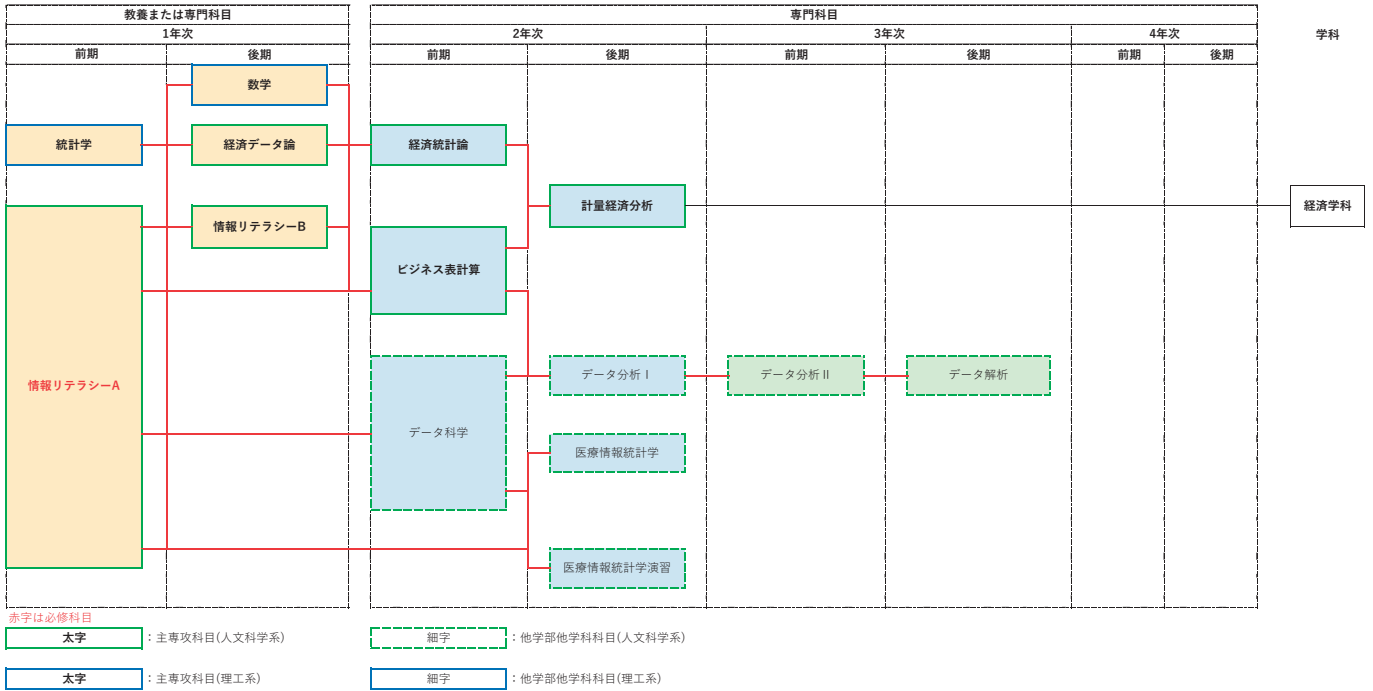 教養または専門科目
専門科目
1年次
2年次
3年次
4年次
学科
前期
後期
前期
後期
前期
後期
前期
後期
数学
統計学
経済データ論
経済統計論
計量経済分析
経済学科
情報リテラシーB
ビジネス表計算
情報リテラシーA
データ分析Ⅰ
データ分析Ⅱ
データ解析
データ科学
医療情報統計学
医療情報統計学演習
赤字は必修科目
太字
：主専攻科目(人文科学系)
細字
：他学部他学科科目(人文科学系)
太字
：主専攻科目(理工系)
細字
：他学部他学科科目(理工系)